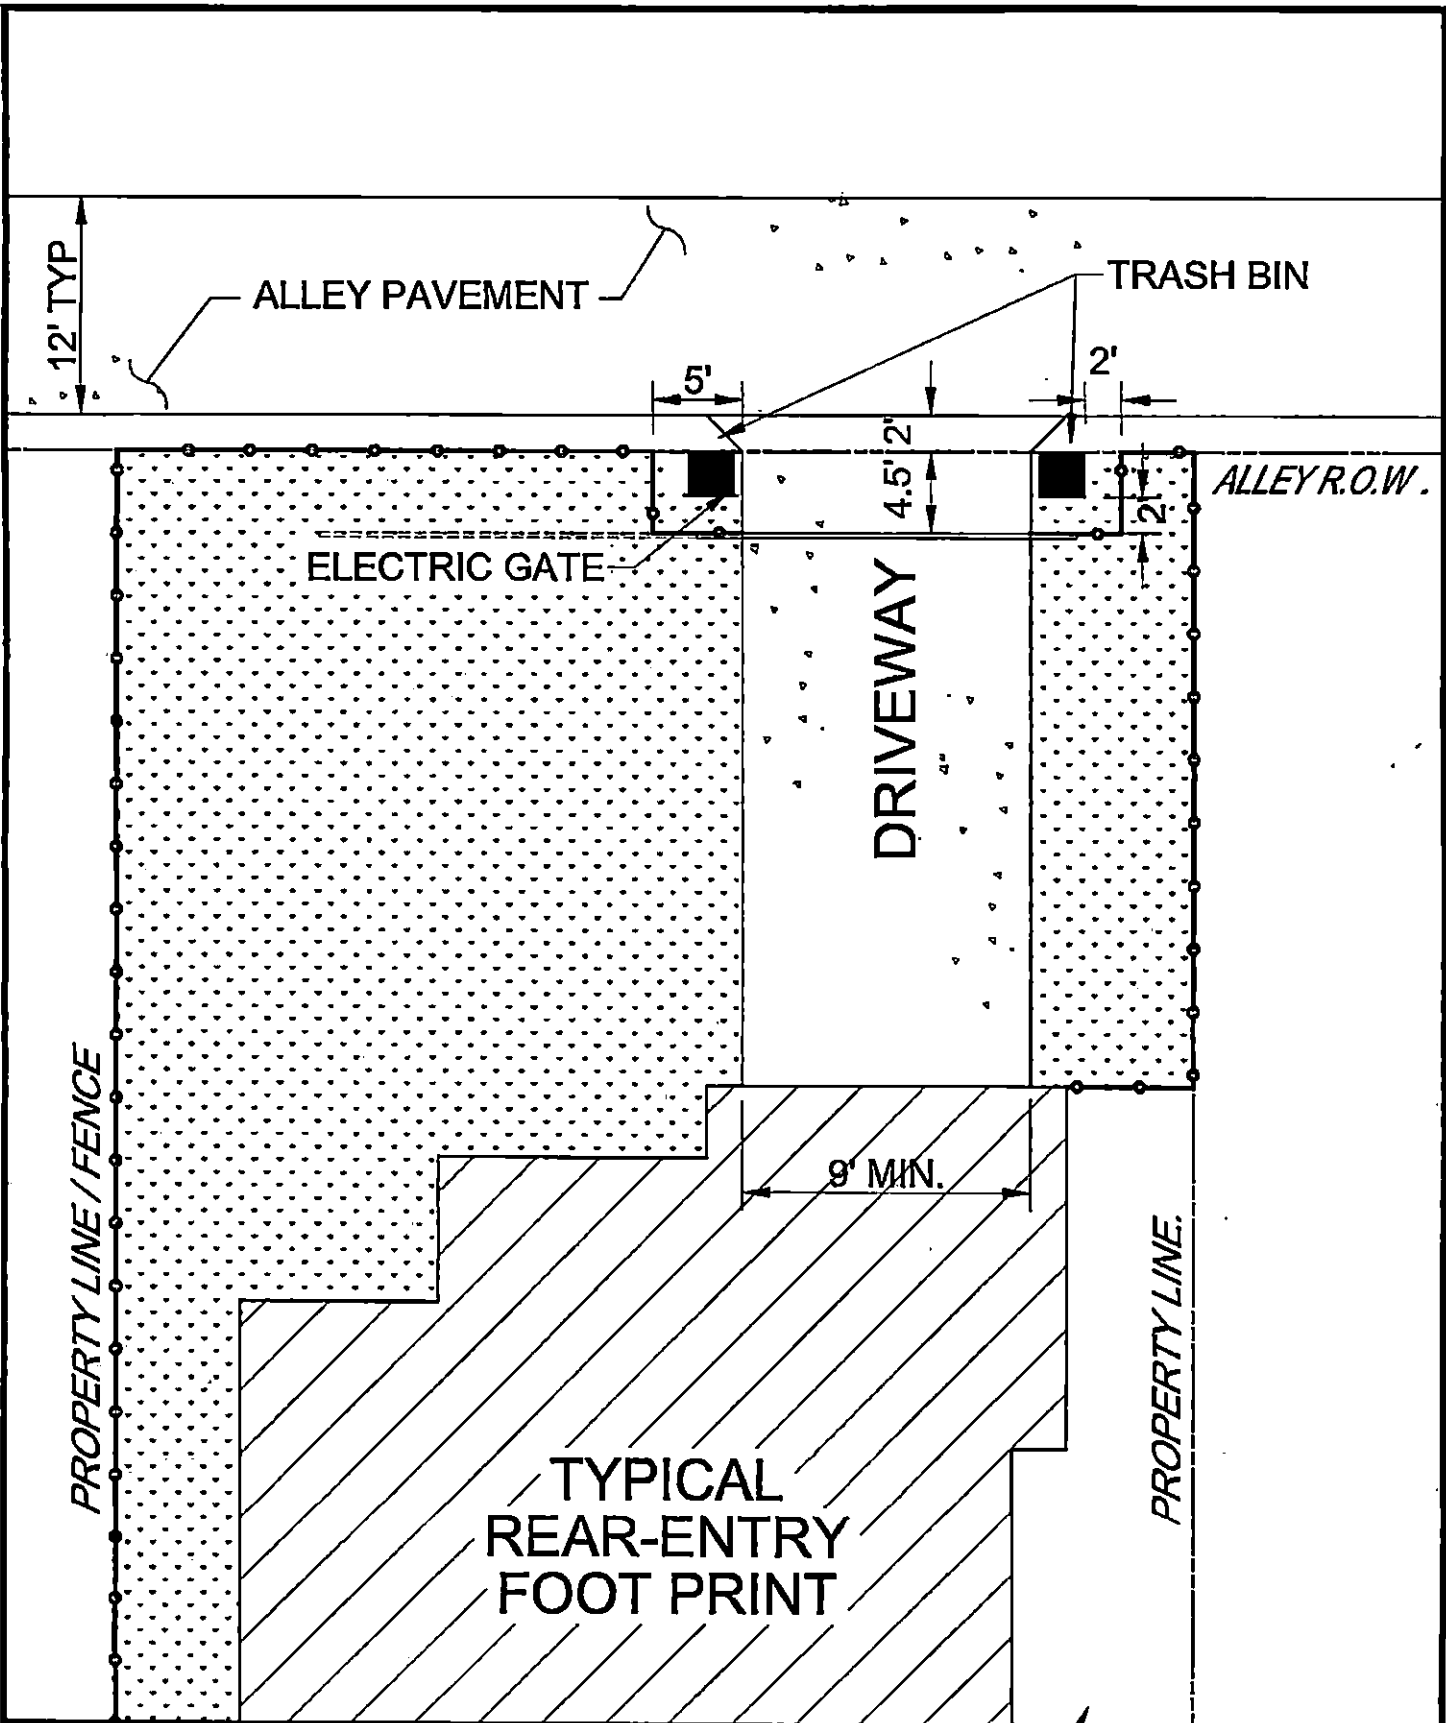 12' TYP
ALLEY PAVEMENT
TRASH BIN
5'
2'
2'
4.5'
2'
ALLEY R.O.W.
ELECTRIC GATE
DRIVEWAY
PROPERTY LINE / FENCE
9' MIN.
PROPERTY LINE.
TYPICAL
REAR-ENTRY
FOOT PRINT